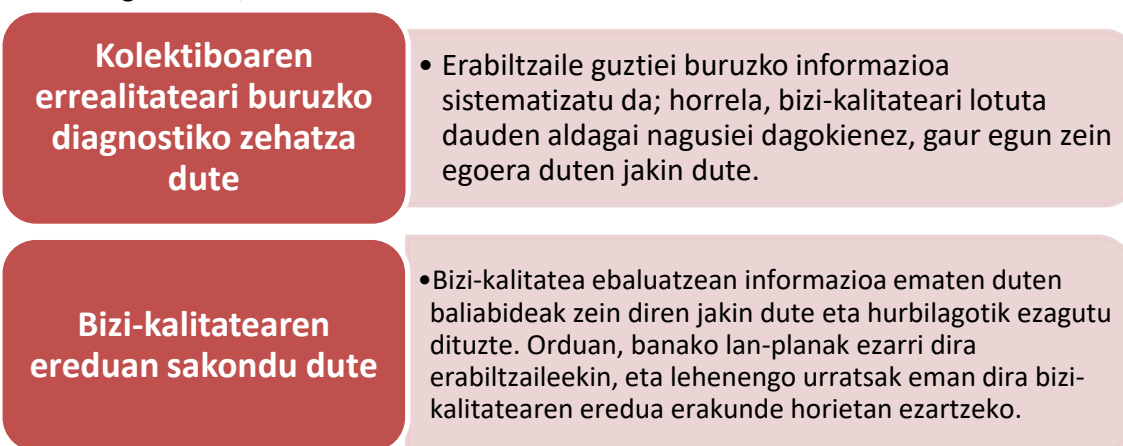 Kolektiboaren
errealitateari buruzko
diagnostiko zehatza
dute
• Erabiltzaile guztiei buruzko informazioa
sistematizatu da; horrela, bizi-kalitateari lotuta
dauden aldagai nagusiei dagokienez, gaur egun zein
egoera duten jakin dute.
Bizi-kalitatearen
ereduan sakondu dute
•Bizi-kalitatea ebaluatzean informazioa ematen duten
baliabideak zein diren jakin dute eta hurbilagotik ezagutu
dituzte. Orduan, banako lan-planak ezarri dira
erabiltzaileekin, eta lehenengo urratsak eman dira bizi-
kalitatearen eredua erakunde horietan ezartzeko.